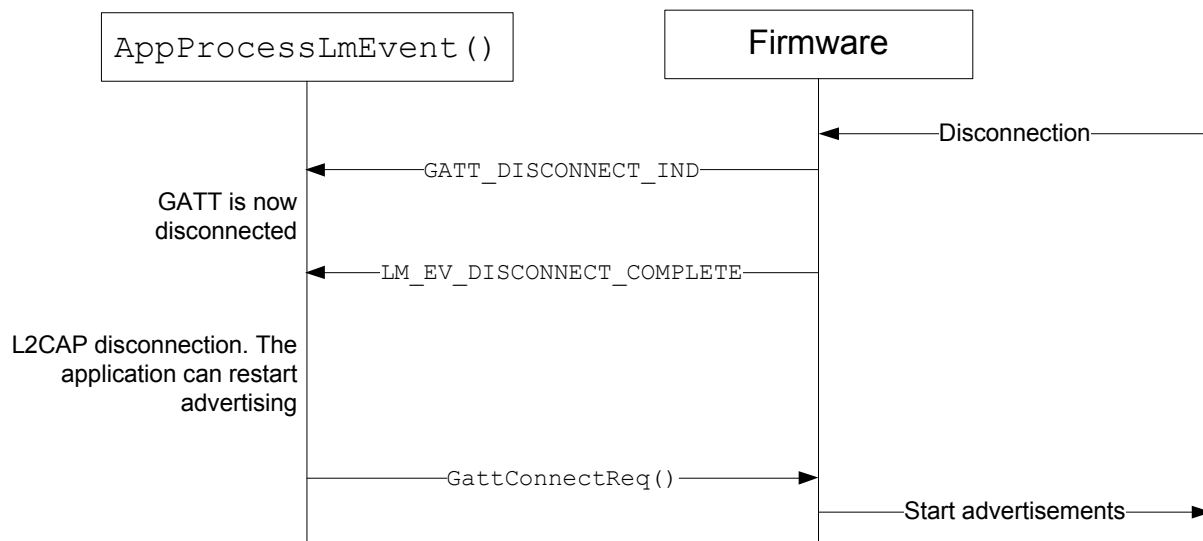 AppProcessLmEvent()
Firmware
Disconnection
GATT_DISCONNECT_IND
GATT is now
disconnected
LM_EV_DISCONNECT_COMPLETE
L2CAP disconnection. The
application can restart
advertising
GattConnectReq()
Start advertisements